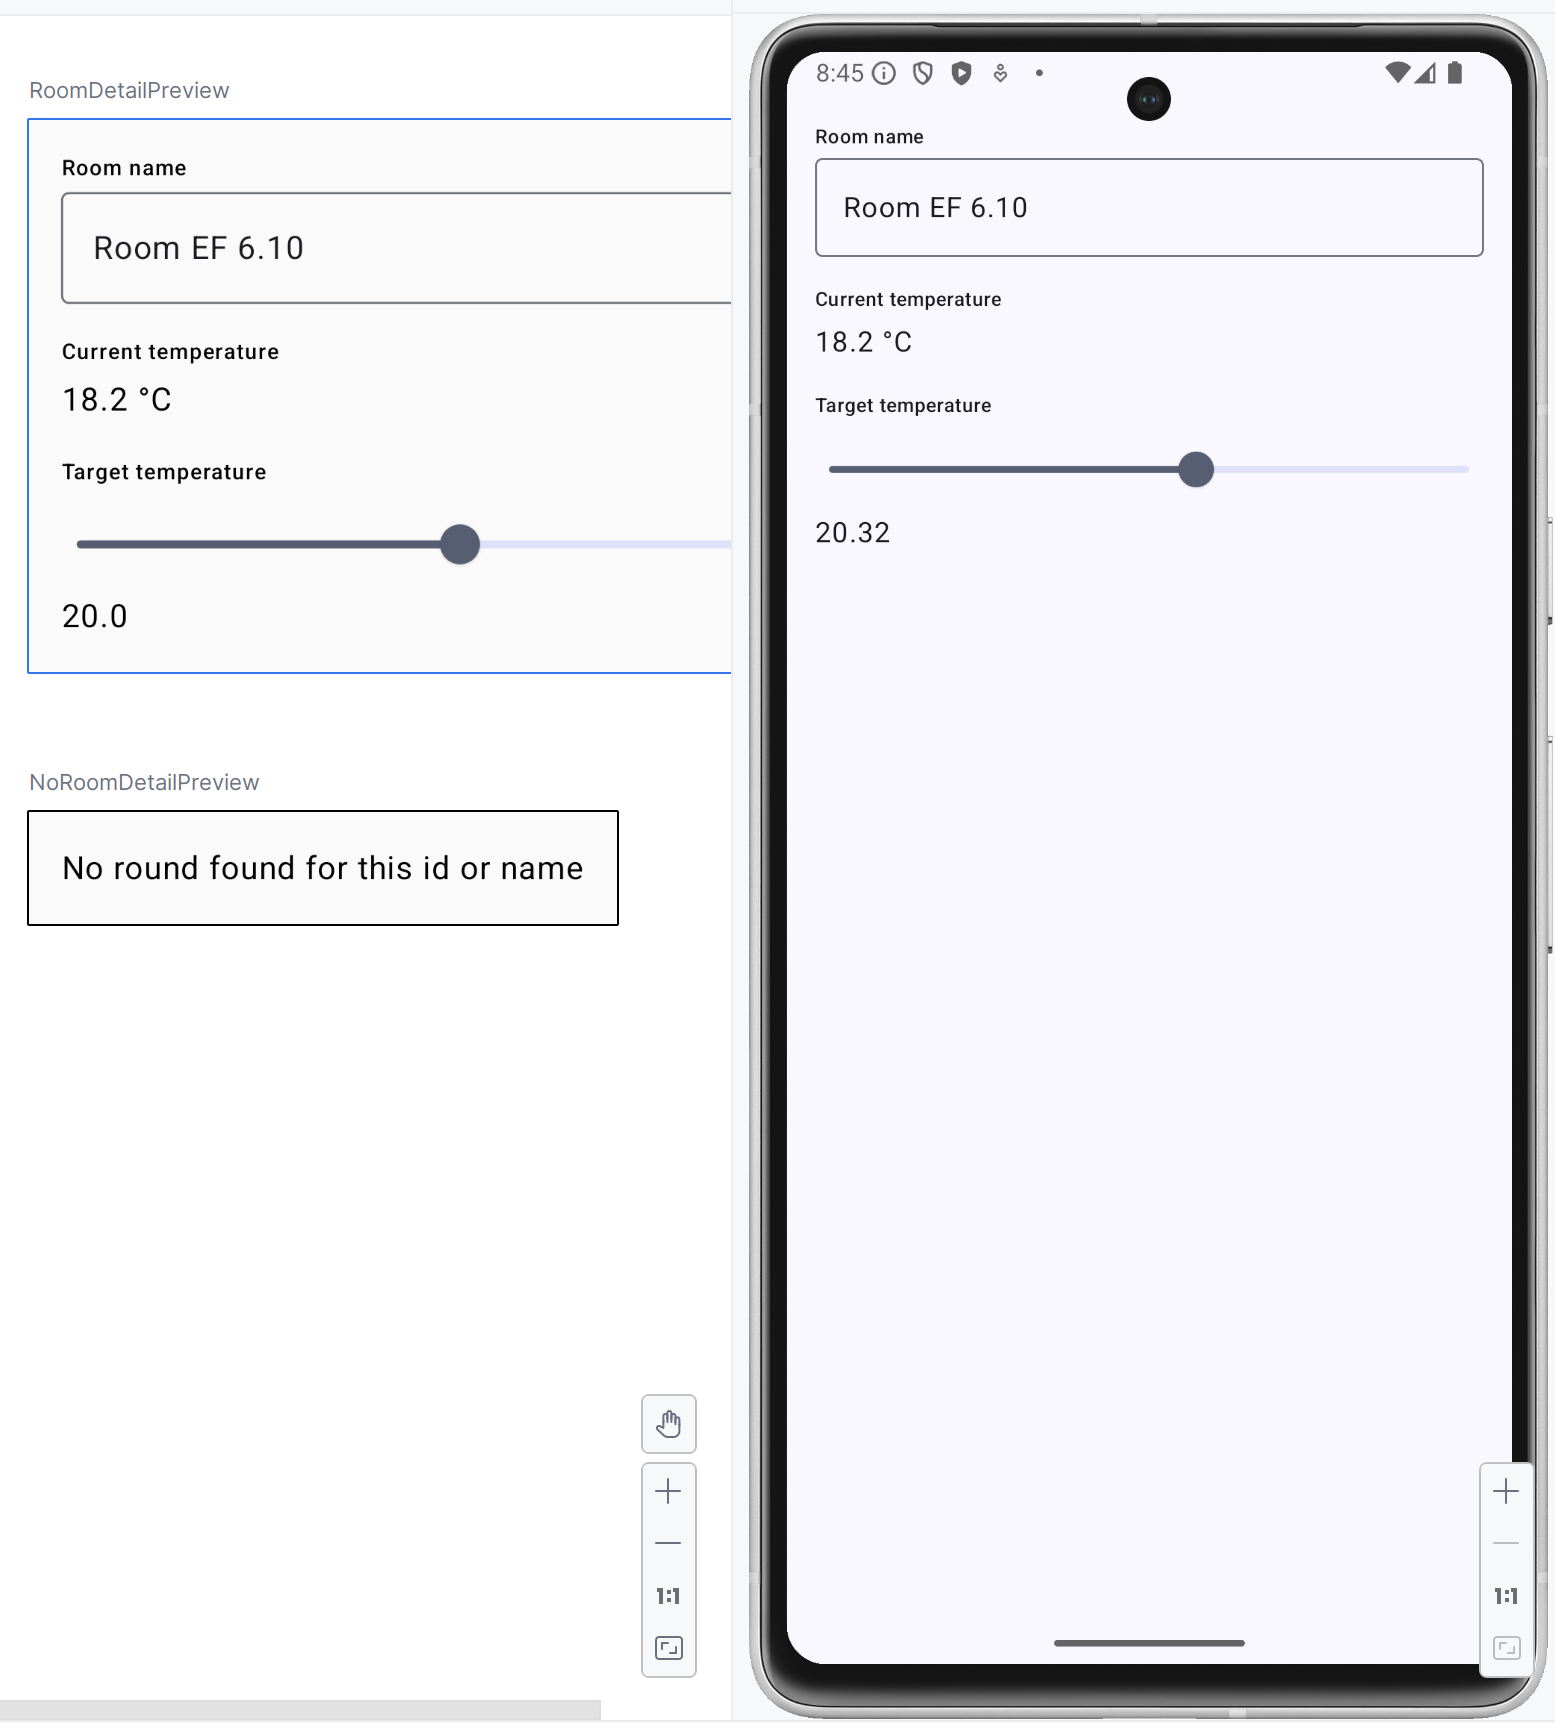 RoomDetailPreview
Room name
Room EF 6.10
Current temperature
18.2 °C
Target temperature
20.0
NoRoomDetailPreview
No round found for this id or name
1:1
8:45
Room name
Room EF 6.10
Current temperature
18.2 °C
Target temperature
20.32
1:1